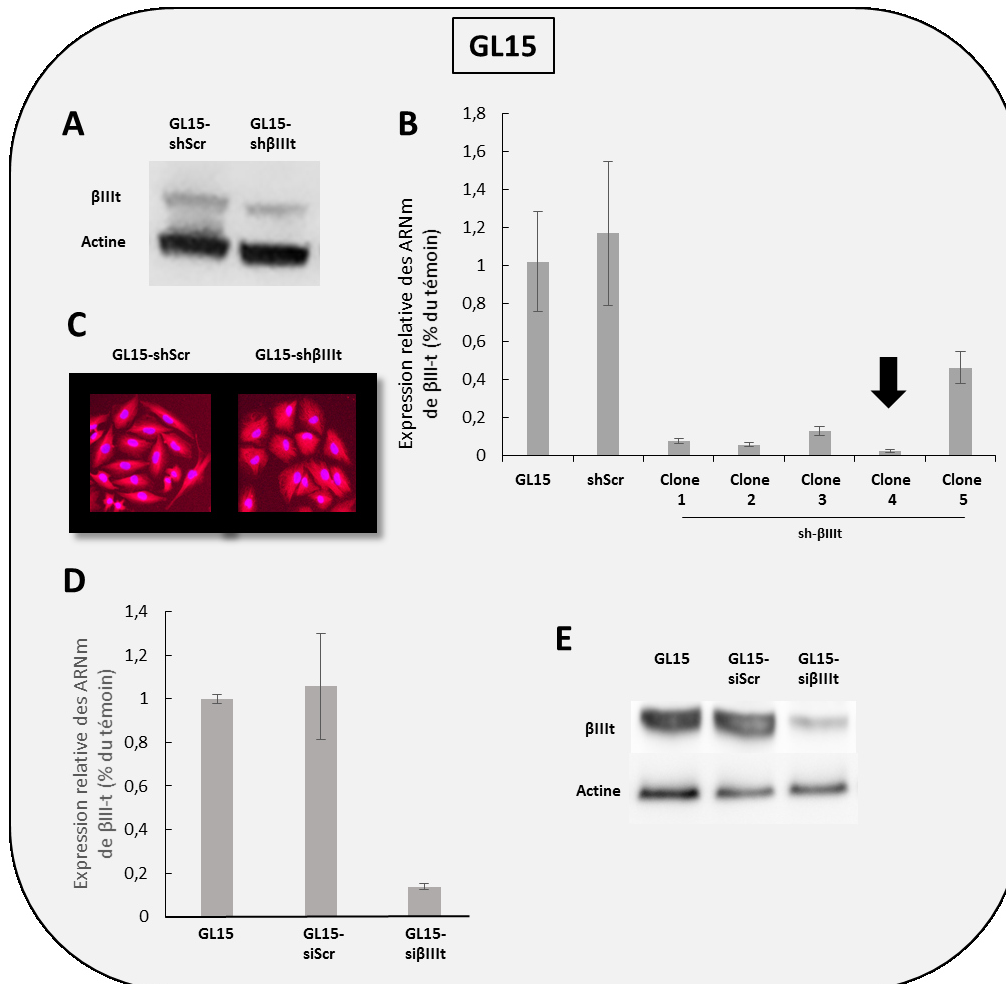 GL15
A
GL15-
shScr
GL15-
shβIIIt
βIIIt
Actine
B
Expression relative des ARNm
de βIII-t (% du témoin)
1,8
1,6
1,4
1,2
1
0,8
0,6
0,4
0,2
0
GL15
shScr
Clone
1
Clone
2
Clone
3
Clone
4
Clone
5
sh-βIIIt
C
GL15-shScr
GL15-shβIIIt
D
Expression relative des ARNm
de βIII-t (% du témoin)
1,4
1,2
1
0,8
0,6
0,4
0,2
0
GL15
GL15-
siScr
GL15-
siβIIIt
E
GL15
GL15-
siScr
GL15-
siβIIIt
βIIIt
Actine